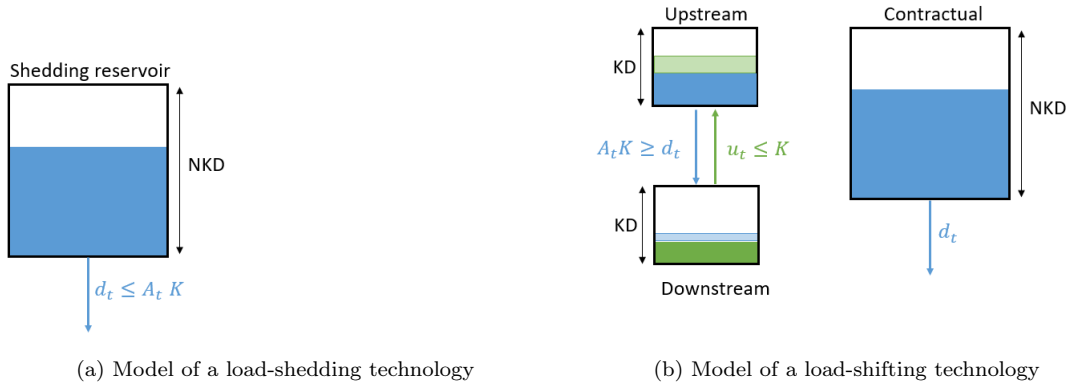 Shedding reservoir
NKD
d_t ≤ A_t K
(a) Model of a load-shedding technology
Upstream
KD
A_t K ≥ d_t
u_t ≤ K
KD
Downstream
Contractual
NKD
d_t
(b) Model of a load-shifting technology